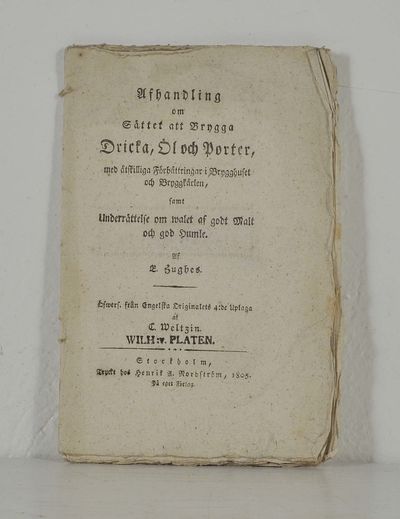 Afhandling
om
Sättet att Brygga
Dricka, Öl och Porter,
med åtskilliga Förbättringar i Brygghuset
och Bryggkärlen,
samt
Underrättelse om walet af godt Malt
och god Humle.
Af
E. Hughes.
Öfwers. från Engelska Originalets 4:de Uplaga
af
C. Weltzin.
WILH: v. PLATEN.
Stockholm,
Tryckt hos Henrik A. Nordström, 1805.
På eget Förlag.